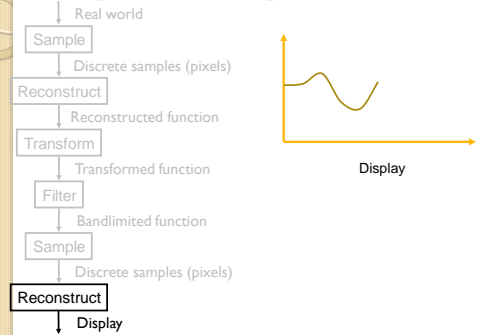 Real world
Sample
Discrete samples (pixels)
Reconstruct
Reconstructed function
Transform
Transformed function
Filter
Bandlimited function
Sample
Discrete samples (pixels)
Reconstruct
Display
Display